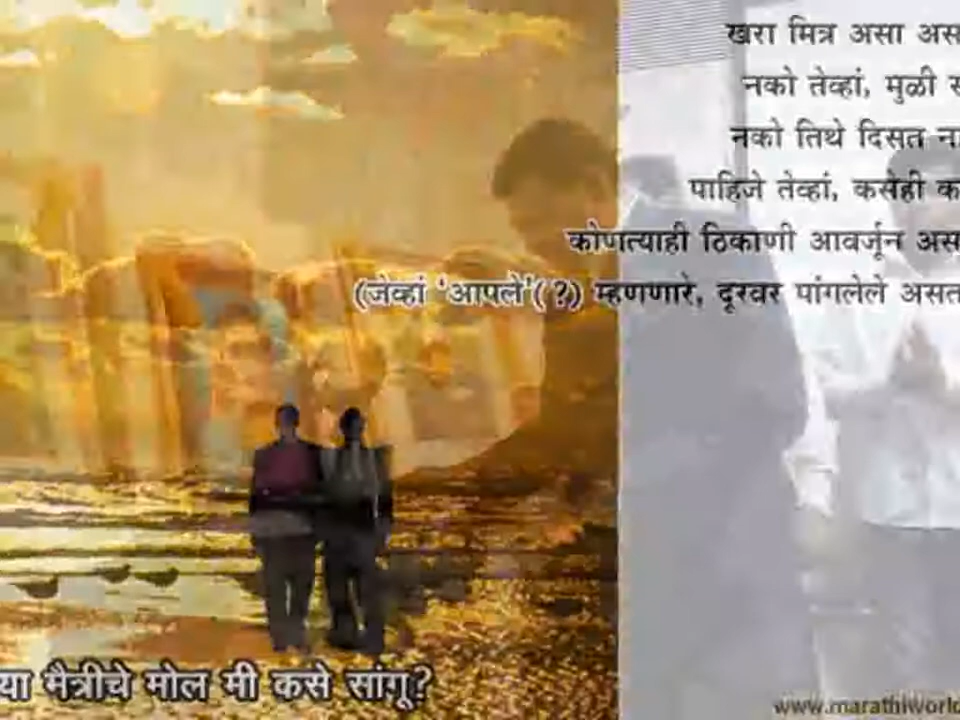 खरा मित्र असा अस
नको तेव्हां, मुळी स
नको तिथे दिसत ना
पाहिजे तेव्हां, कसेही क
कोणत्याही ठिकाणी आवर्जून अस
(जेव्हां 'आपले'(?) म्हणणारे, दूरवर पांगलेले असत
या मैत्रीचे मोल मी कसे सांगू?
www.marathiworld